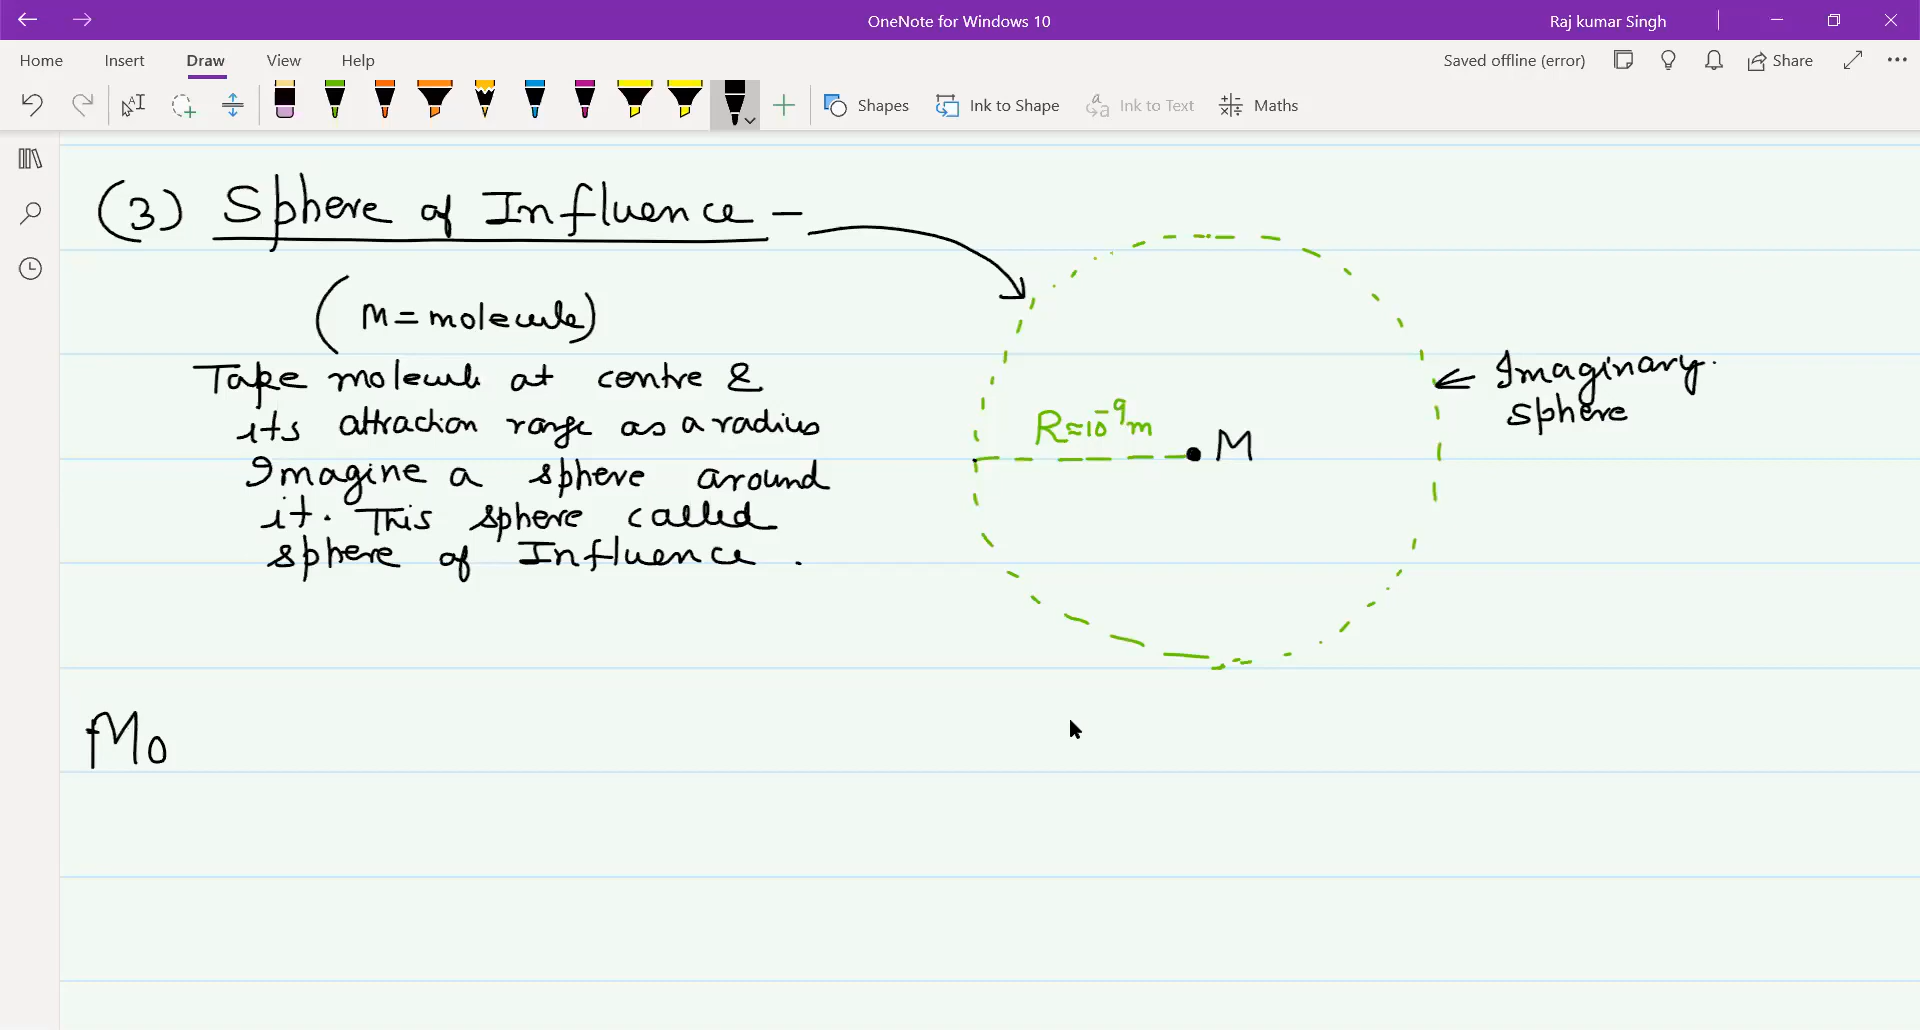 OneNote for Windows 10
Raj kumar Singh
Home Insert Draw View Help
Saved offline (error)
Share
Shapes
Ink to Shape
Ink to Text
Maths
(3) Sphere of Influence -
(M = molecule)
Take molecule at centre &
its attraction range as a radius
Imagine a sphere around
it. This sphere called
sphere of Influence .
R≈10⁻⁹m
M
Imaginary.
sphere
Mo